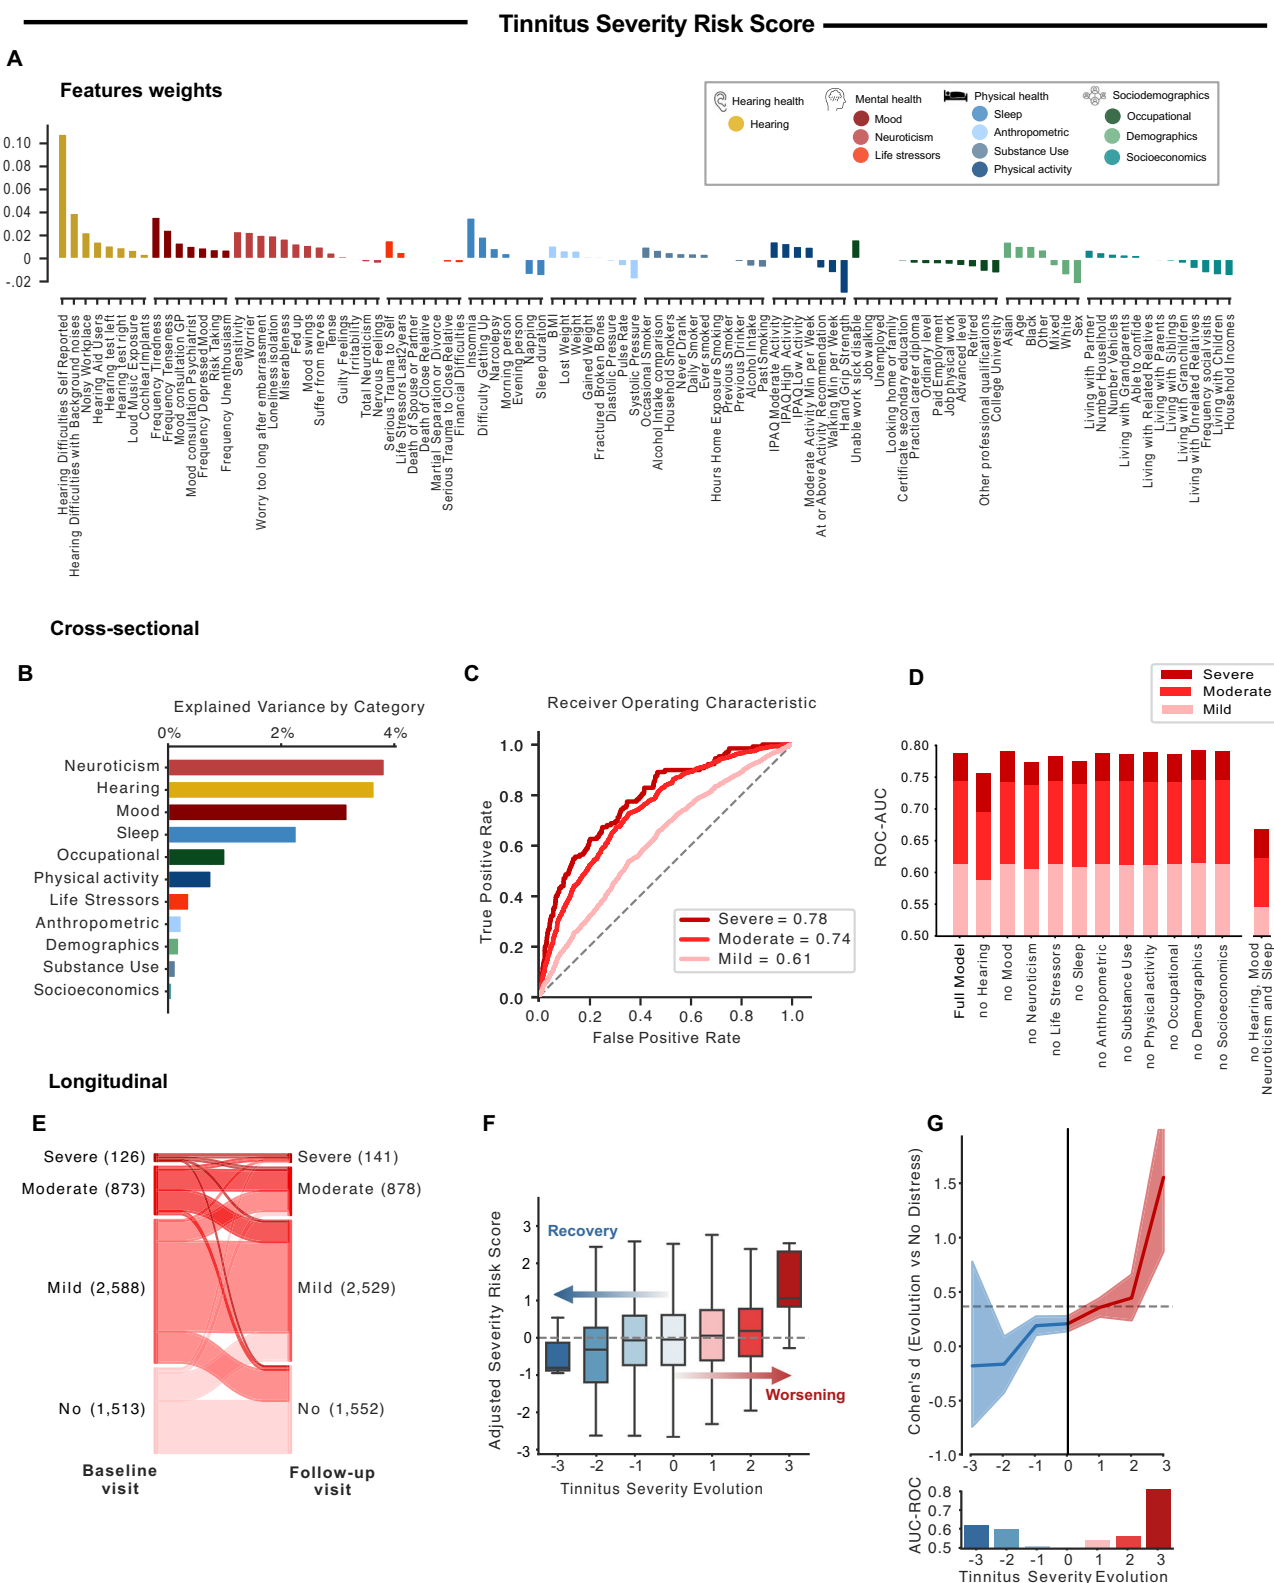 Tinnitus Severity Risk Score
A
Features weights
Hearing health
Hearing
Mental health
Mood
Neuroticism
Life stressors
Physical health
Sleep
Anthropometric
Substance Use
Physical activity
Sociodemographics
Occupational
Demographics
Socioeconomics
0.10
0.08
0.06
0.04
0.02
0
-.02
Hearing Difficulties Self Reported
Hearing Difficulties with Background noises
Noisy Workplace
Hearing Aid Users
Hearing test left
Hearing test right
Loud Music Exposure
Cochlear Implants
Frequency Tiredness
Frequency Tenseness
Mood consultation GP
Mood consultation Psychiatrist
Frequency Depressed Mood
Risk Taking
Frequency Unenthousiasm
Sensitivity
Worrier
Worry too long after embarrassment
Loneliness isolation
Miserableness
Fed up
Mood swings
Suffer from nerves
Tense
Guilty Feelings
Irritability
Total Neuroticism
Nervous Feelings
Serious Trauma to Self
Life Stressors Last2years
Death of Spouse or Partner
Death of Close Relative
Martial Separation or Divorce
Serious Trauma to Close Relative
Financial Difficulties
Insomnia
Difficulty Getting Up
Narcolepsy
Morning person
Evening person
Napping
Sleep duration
BMI
Lost Weight
Weight
Gained Weight
Fractured Broken Bones
Diastolic Pressure
Pulse Rate
Systolic Pressure
Ocasional Smoker
Alcohol Intake comparison
Household Smokers
Never Drank
Daily Smoker
Ever smoked
Hours Home Exposure Smoking
Previous Smoker
Previous Drinker
Alcohol Intake
Past Smoking
IPAQ Moderate Activity
IPAQ High Activity
IPAQ Low Activity
Moderate Activity Min per Week
At or Above Activity Recommendation
Walking Min per Week
Hand Grip Strength
Unable work sick disable
Job walking
Unemployed
Looking home or family
Certificate secondary education
Practical career diploma
Ordinary level
Paid Employment
Job physical work
Advanced level
Retired
Other professional qualifications
College University
Asian
Age
Black
Other
Mixed
White
Sex
Living with Partner
Number Household
Number Vehicles
Living with Grandparents
Able to confide
Living with Related Relatives
Living with Parents
Living with Siblings
Living with Grandchildren
Living with Unrelated Relatives
Frequency social visits
Living with Children
Household Incomes
Cross-sectional
B
Explained Variance by Category
0%
2%
4%
Neuroticism
Hearing
Mood
Sleep
Occupational
Physical activity
Life Stressors
Anthropometric
Demographics
Substance Use
Socioeconomics
C
Receiver Operating Characteristic
True Positive Rate
1.0
0.8
0.6
0.4
0.2
0.0
Severe = 0.78
Moderate = 0.74
Mild = 0.61
0.0 0.2 0.4 0.6 0.8 1.0
False Positive Rate
D
Severe
Moderate
Mild
ROC-AUC
0.80
0.75
0.70
0.65
0.60
0.55
0.50
Full Model
no Hearing
no Mood
no Neuroticism
no Life Stressors
no Sleep
no Anthropometric
no Substance Use
no Physical activity
no Occupational
no Demographics
no Socioeconomics
no Hearing, Mood
Neuroticism and Sleep
Longitudinal
E
Severe (126)
Moderate (873)
Mild (2,588)
No (1,513)
Severe (141)
Moderate (878)
Mild (2,529)
No (1,552)
Baseline
visit
Follow-up
visit
F
Adjusted Severity Risk Score
3
2
1
0
-1
-2
-3
Recovery
Worsening
-3 -2 -1 0 1 2 3
Tinnitus Severity Evolution
G
Cohen's d (Evolution vs No Distress)
1.5
1.0
0.5
0.0
-0.5
-1.0
-3 -2 -1 0 1 2 3
AUC-ROC
0.8
0.7
0.6
0.5
-3 -2 -1 0 1 2 3
Tinnitus Severity Evolution